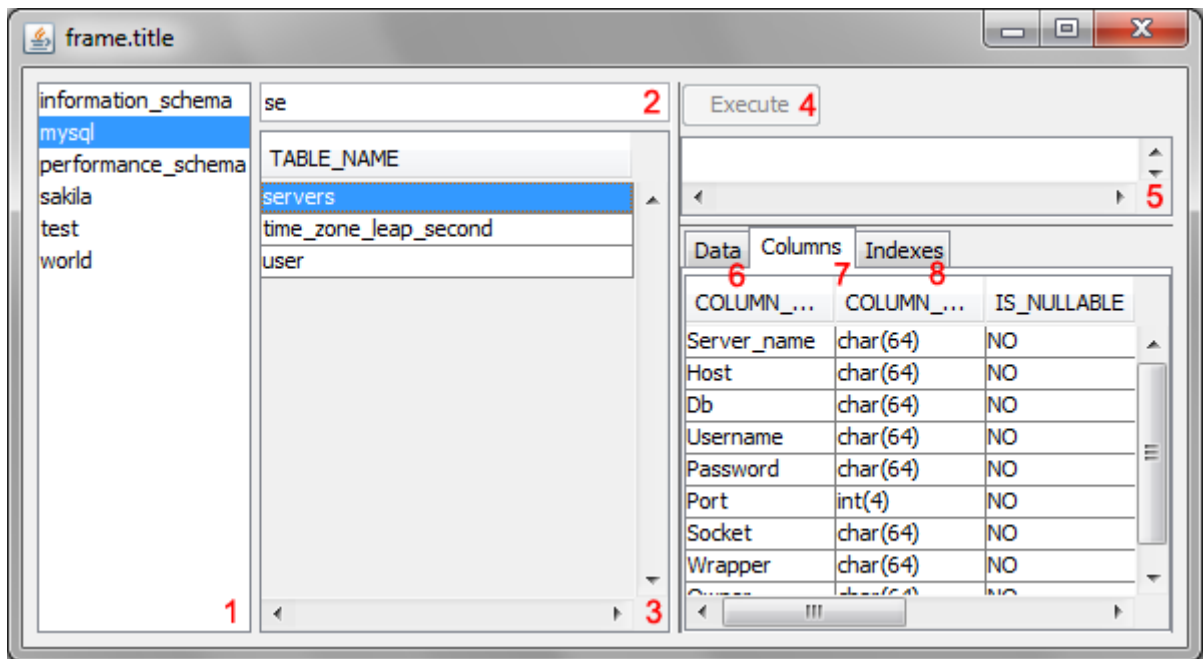 frame.title
information_schema
mysql
performance_schema
sakila
test
world
1
se 2
TABLE_NAME
servers
time_zone_leap_second
user
3
Execute 4
5
Data Columns Indexes
6 7 8
COLUMN_... COLUMN_... IS_NULLABLE
Server_name char(64) NO
Host char(64) NO
Db char(64) NO
Username char(64) NO
Password char(64) NO
Port int(4) NO
Socket char(64) NO
Wrapper char(64) NO